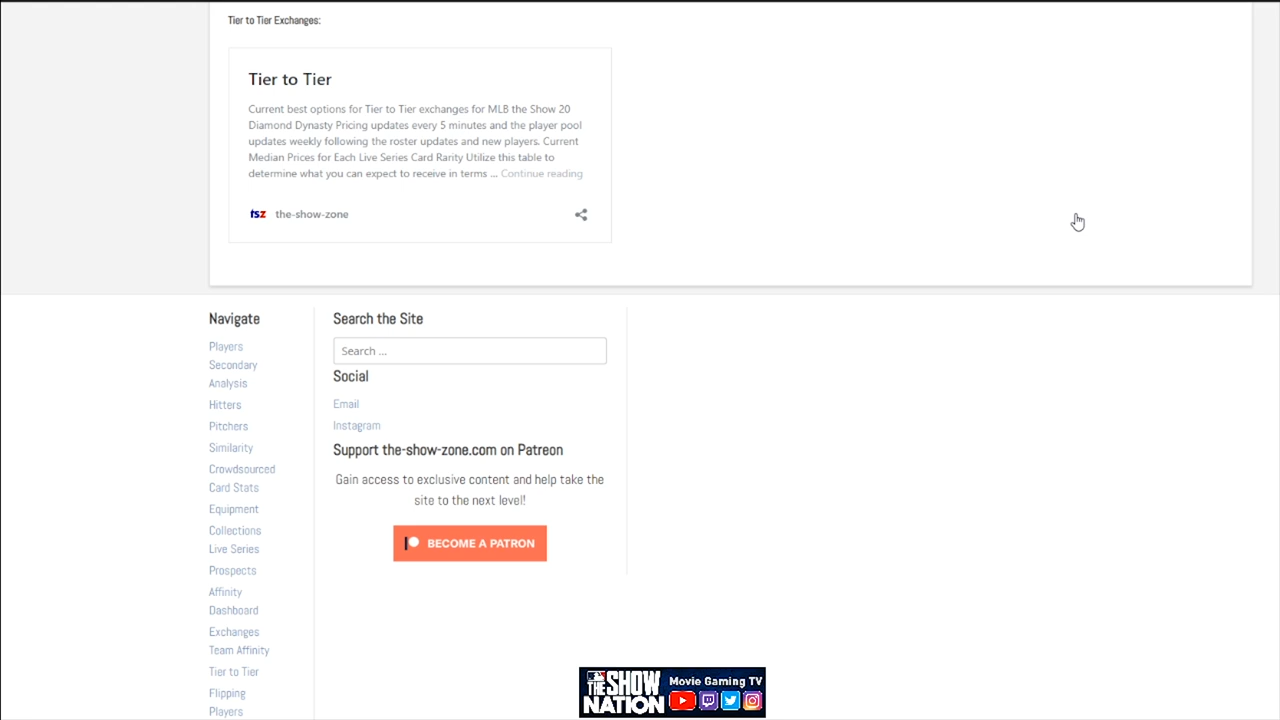 Tier to Tier Exchanges:
Tier to Tier
Current best options for Tier to Tier exchanges for MLB the Show 20
Diamond Dynasty Pricing updates every 5 minutes and the player pool
updates weekly following the roster updates and new players. Current
Median Prices for Each Live Series Card Rarity Utilize this table to
determine what you can expect to receive in terms ... Continue reading
tsz the-show-zone
Navigate
Players
Secondary
Analysis
Hitters
Pitchers
Similarity
Crowdsourced
Card Stats
Equipment
Collections
Live Series
Prospects
Affinity
Dashboard
Exchanges
Team Affinity
Tier to Tier
Flipping
Players
Search the Site
Search ...
Social
Email
Instagram
Support the-show-zone.com on Patreon
Gain access to exclusive content and help take the
site to the next level!
BECOME A PATRON
THE SHOW
NATION
Movie Gaming TV